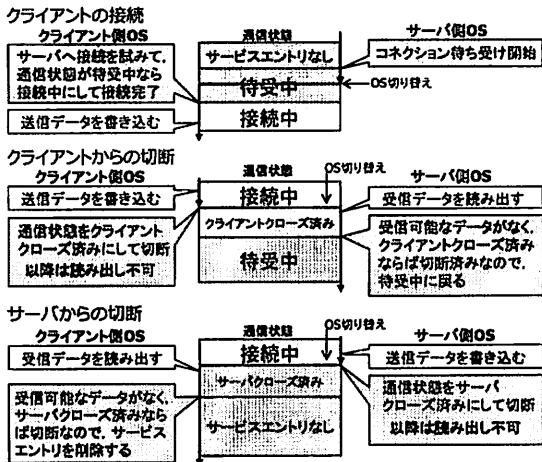 クライアントの接続
クライアント側OS
通信状態
サーバ側OS
サーバへ接続を試みて,
通信状態が待受中なら
接続中にして接続完了
サービスエントリなし
コネクション待ち受け開始
待受中
OS切り替え
送信データを書き込む
接続中
クライアントからの切断
クライアント側OS
通信状態
OS切り替え
サーバ側OS
送信データを書き込む
接続中
受信データを読み出す
通信状態をクライアント
クローズ済みにして切断
以降は読み出し不可
クライアントクローズ済み
待受中
受信可能なデータがなく,
クライアントクローズ済み
ならば切断済みなので,
待受中に戻る
サーバからの切断
クライアント側OS
通信状態
OS切り替え
サーバ側OS
受信データを読み出す
接続中
送信データを書き込む
サーバクローズ済み
受信可能なデータがなく,
サーバクローズ済みなら
ば切断なので, サービス
エントリを削除する
サービスエントリなし
通信状態をサーバ
クローズ済みにして切断
以降は読み出し不可